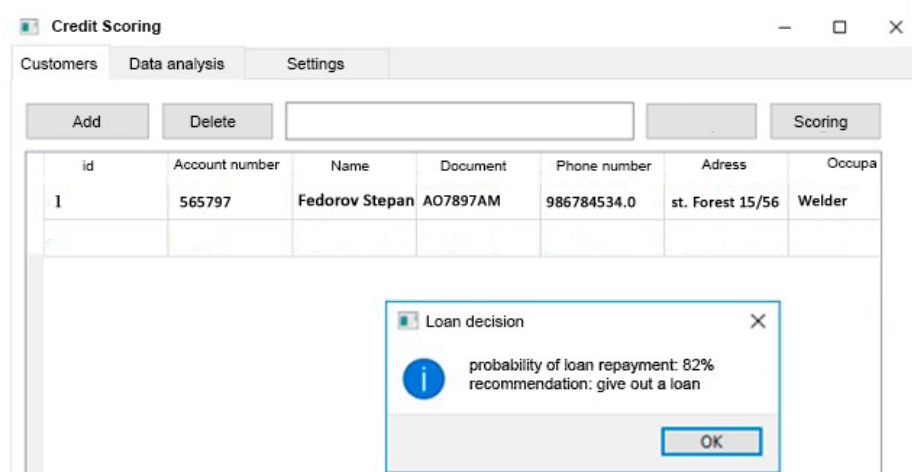 Credit Scoring
Customers Data analysis Settings
Add Delete Scoring
id Account number Name Document Phone number Adress Occupa
1 565797 Fedorov Stepan AO7897AM 986784534.0 st. Forest 15/56 Welder
Loan decision
probability of loan repayment: 82%
recommendation: give out a loan
OK